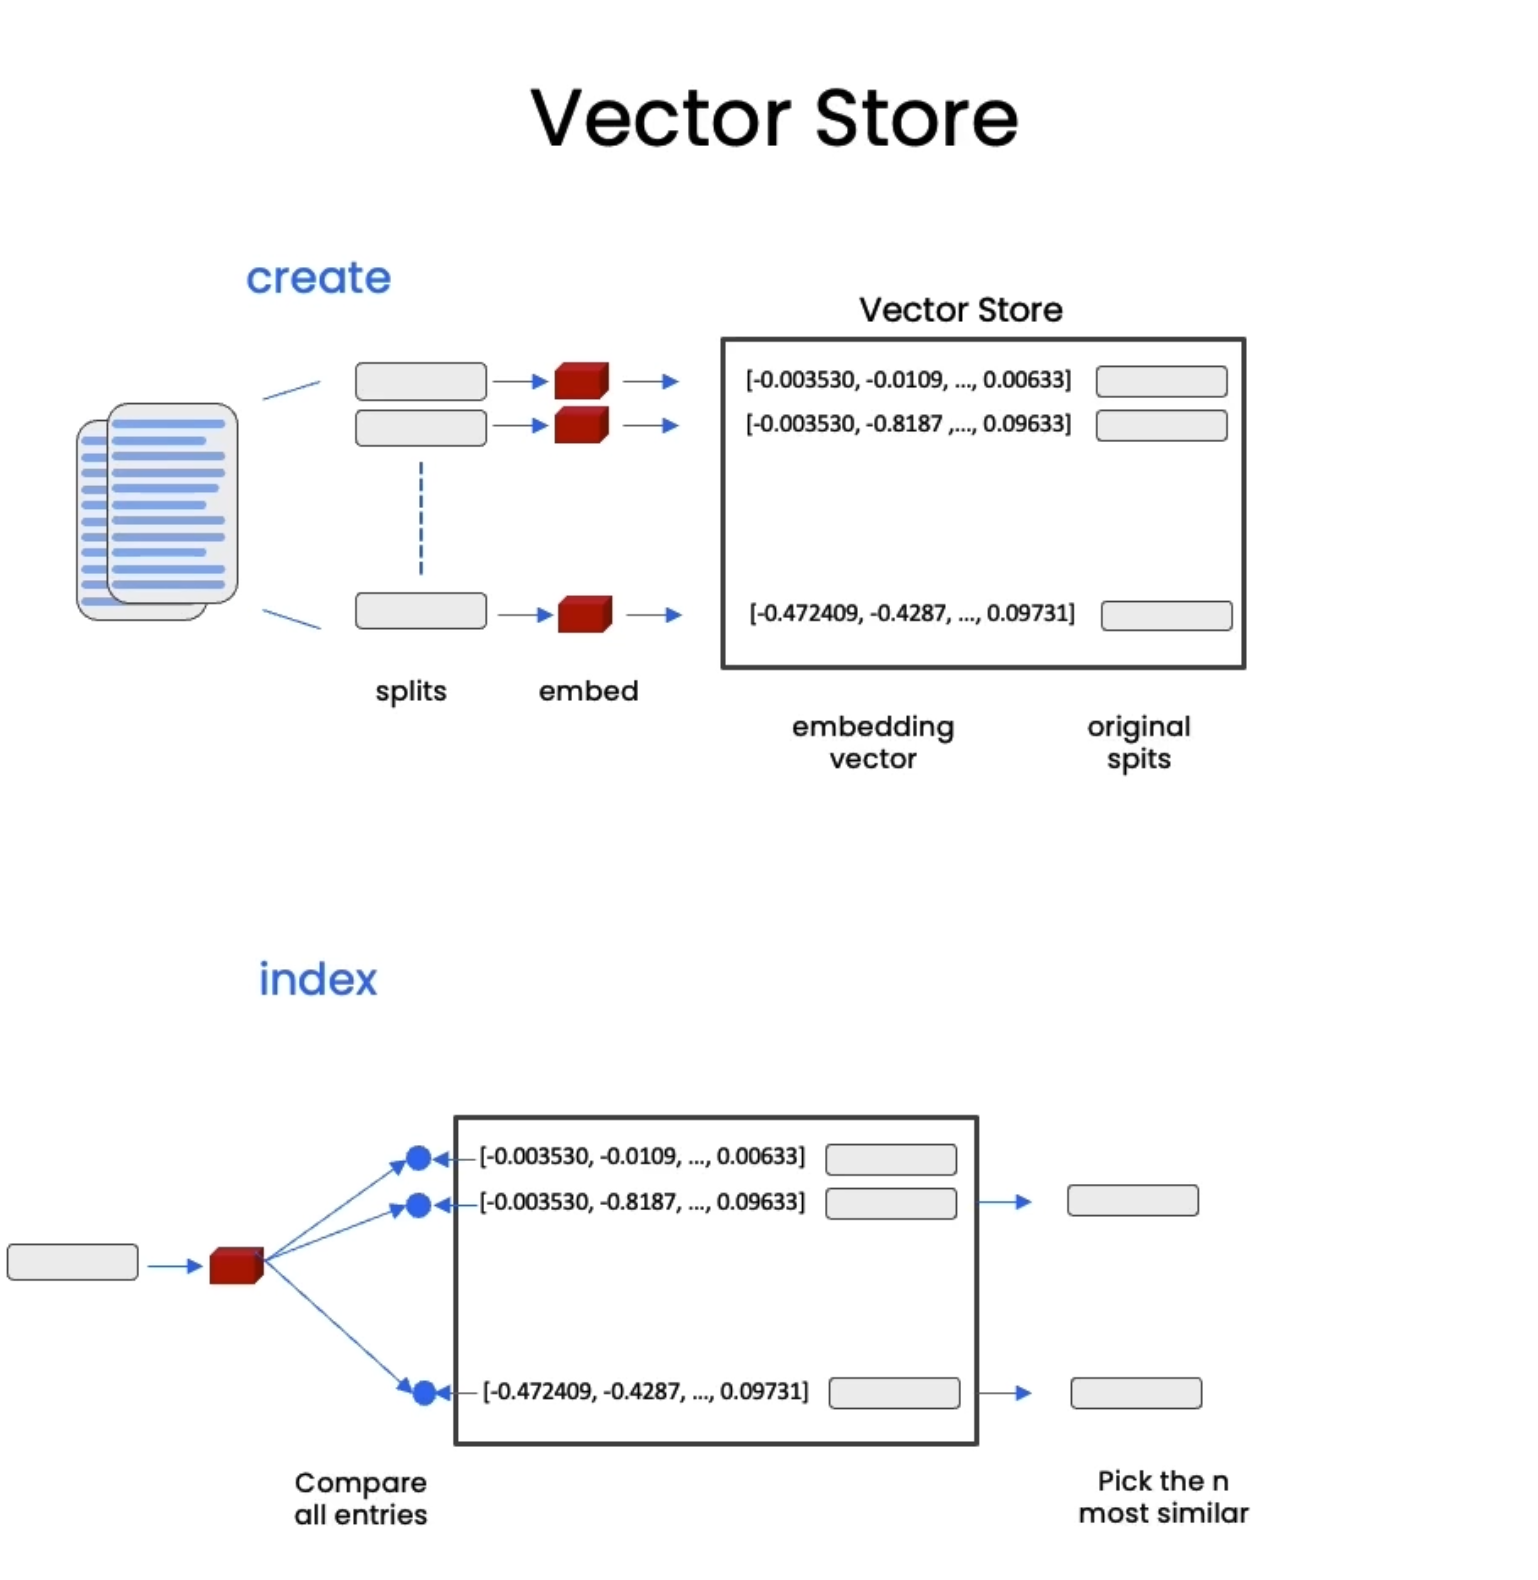 Vector Store
create
Vector Store
[-0.003530, -0.0109, ..., 0.00633]
[-0.003530, -0.8187 ,..., 0.09633]
[-0.472409, -0.4287, ..., 0.09731]
splits
embed
embedding
vector
original
spits
index
[-0.003530, -0.0109, ..., 0.00633]
[-0.003530, -0.8187, ..., 0.09633]
[-0.472409, -0.4287, ..., 0.09731]
Compare
all entries
Pick the n
most similar